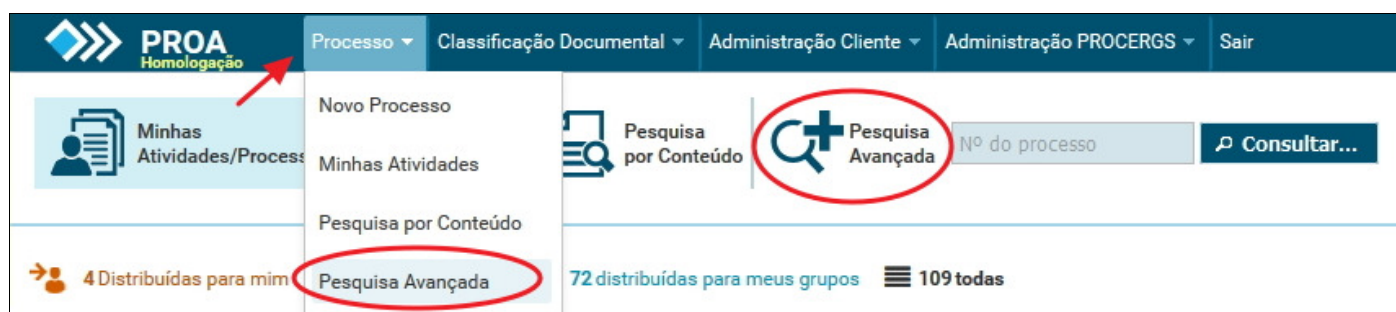 PROA
Homologação
Processo
Classificação Documental
Administração Cliente
Administração PROCERGS
Sair
Minhas
Atividades/Process
Novo Processo
Minhas Atividades
Pesquisa por Conteúdo
Pesquisa Avançada
Pesquisa
por Conteúdo
Pesquisa
Avançada
Nº do processo
Consultar...
4 Distribuídas para mim
72 distribuídas para meus grupos
109 todas